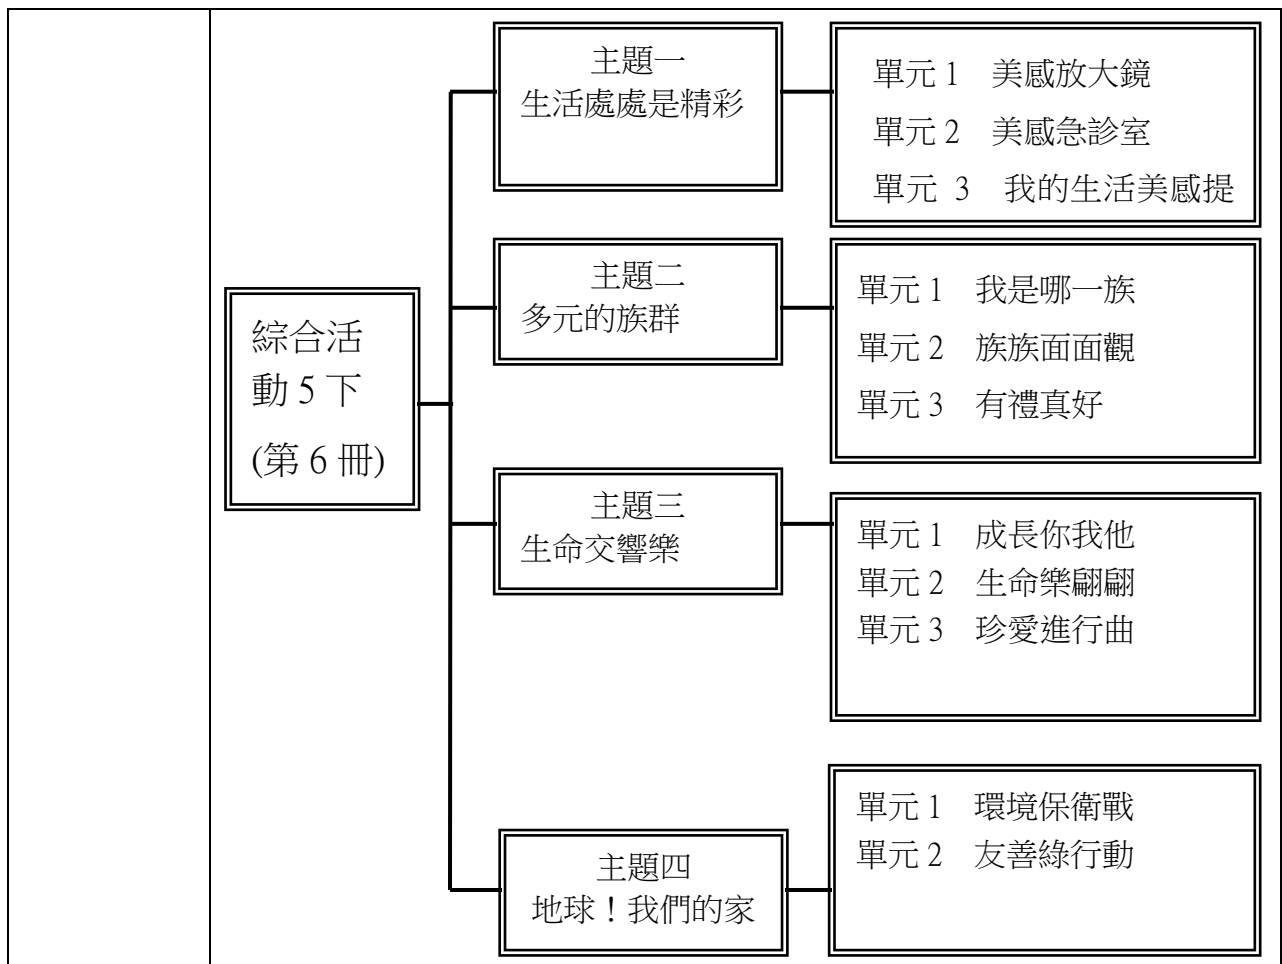 綜合活
動 5 下
(第 6 冊)
主題一
生活處處是精彩
單元 1 美感放大鏡
單元 2 美感急診室
單元 3 我的生活美感提
主題二
多元的族群
單元 1 我是哪一族
單元 2 族族面面觀
單元 3 有禮真好
主題三
生命交響樂
單元 1 成長你我他
單元 2 生命樂翩翩
單元 3 珍愛進行曲
主題四
地球！我們的家
單元 1 環境保衛戰
單元 2 友善綠行動